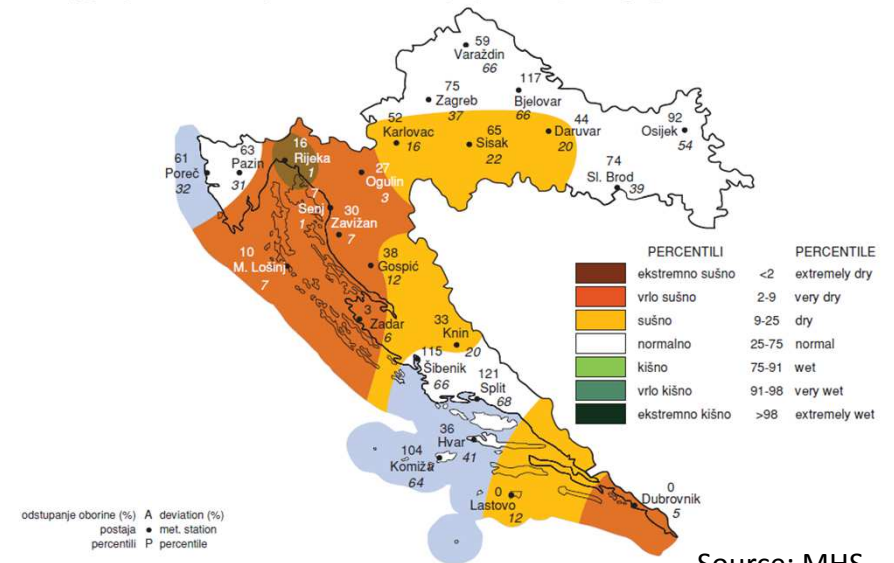 59
Varaždin
66
75
Zagreb
37
117
Bjelovar
66
52
Karlovac
16
65
Sisak
22
44
Daruvar
20
92
Osijek
54
74
Sl. Brod
39
61
Poreč
32
63
Pazin
31
16
Rijeka
1
27
Ogulin
3
7
Senj
1
30
Zavižan
7
10
M. Lošinj
7
38
Gospić
12
3
Zadar
6
33
Knin
20
115
Šibenik
66
121
Split
68
36
Hvar
41
104
Komiža
64
0
Lastovo
12
0
Dubrovnik
5
PERCENTILI PERCENTILE
ekstremno sušno <2 extremely dry
vrlo sušno 2-9 very dry
sušno 9-25 dry
normalno 25-75 normal
kišno 75-91 wet
vrlo kišno 91-98 very wet
ekstremno kišno >98 extremely wet
odstupanje oborine (%) A deviation (%)
postaja • met. station
percentili P percentile